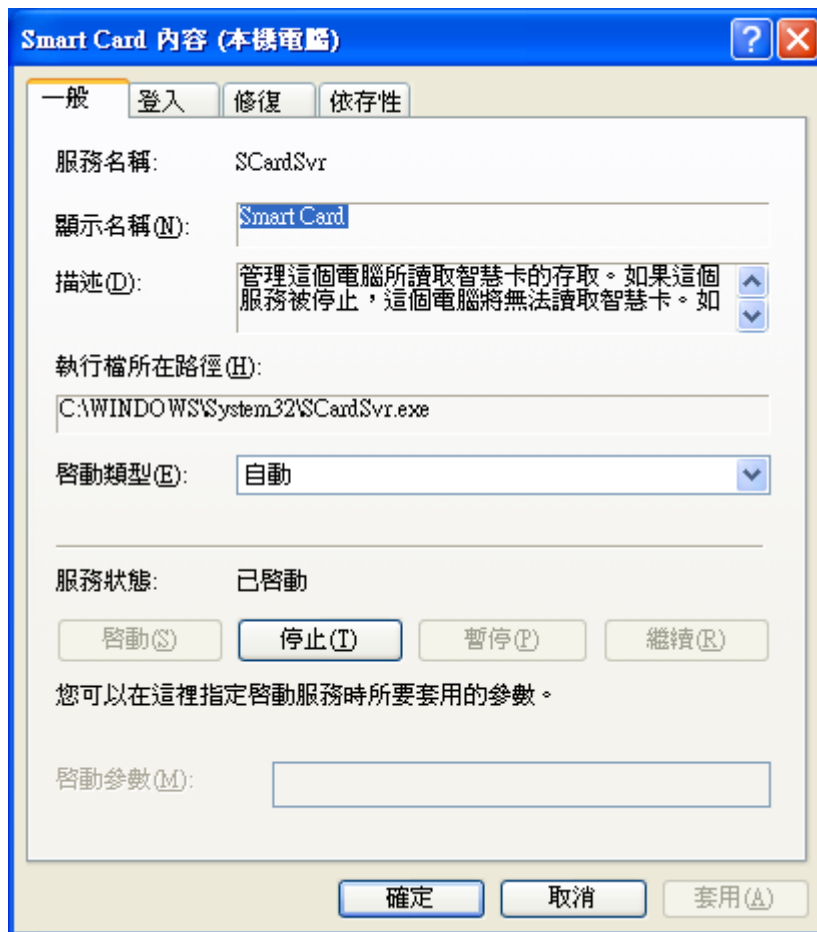 Smart Card 內容 (本機電腦)
一般 登入 修復 依存性
服務名稱: SCardSvr
顯示名稱(N): Smart Card
描述(D): 管理這個電腦所讀取智慧卡的存取。如果這個
服務被停止，這個電腦將無法讀取智慧卡。如
執行檔所在路徑(H):
C:\WINDOWS\System32\SCardSvr.exe
啓動類型(E): 自動
服務狀態: 已啓動
啓動(S) 停止(T) 暫停(P) 繼續(R)
您可以在這裡指定啓動服務時所要套用的參數。
啓動參數(M):
確定 取消 套用(A)